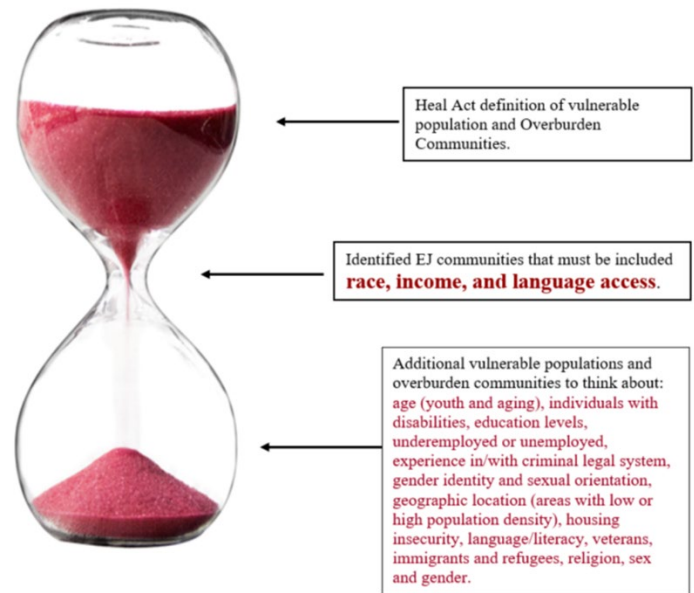 Heal Act definition of vulnerable
population and Overburden
Communities.
Identified EJ communities that must be included
race, income, and language access.
Additional vulnerable populations and
overburden communities to think about:
age (youth and aging), individuals with
disabilities, education levels,
underemployed or unemployed,
experience in/with criminal legal system,
gender identity and sexual orientation,
geographic location (areas with low or
high population density), housing
insecurity, language/literacy, veterans,
immigrants and refugees, religion, sex
and gender.